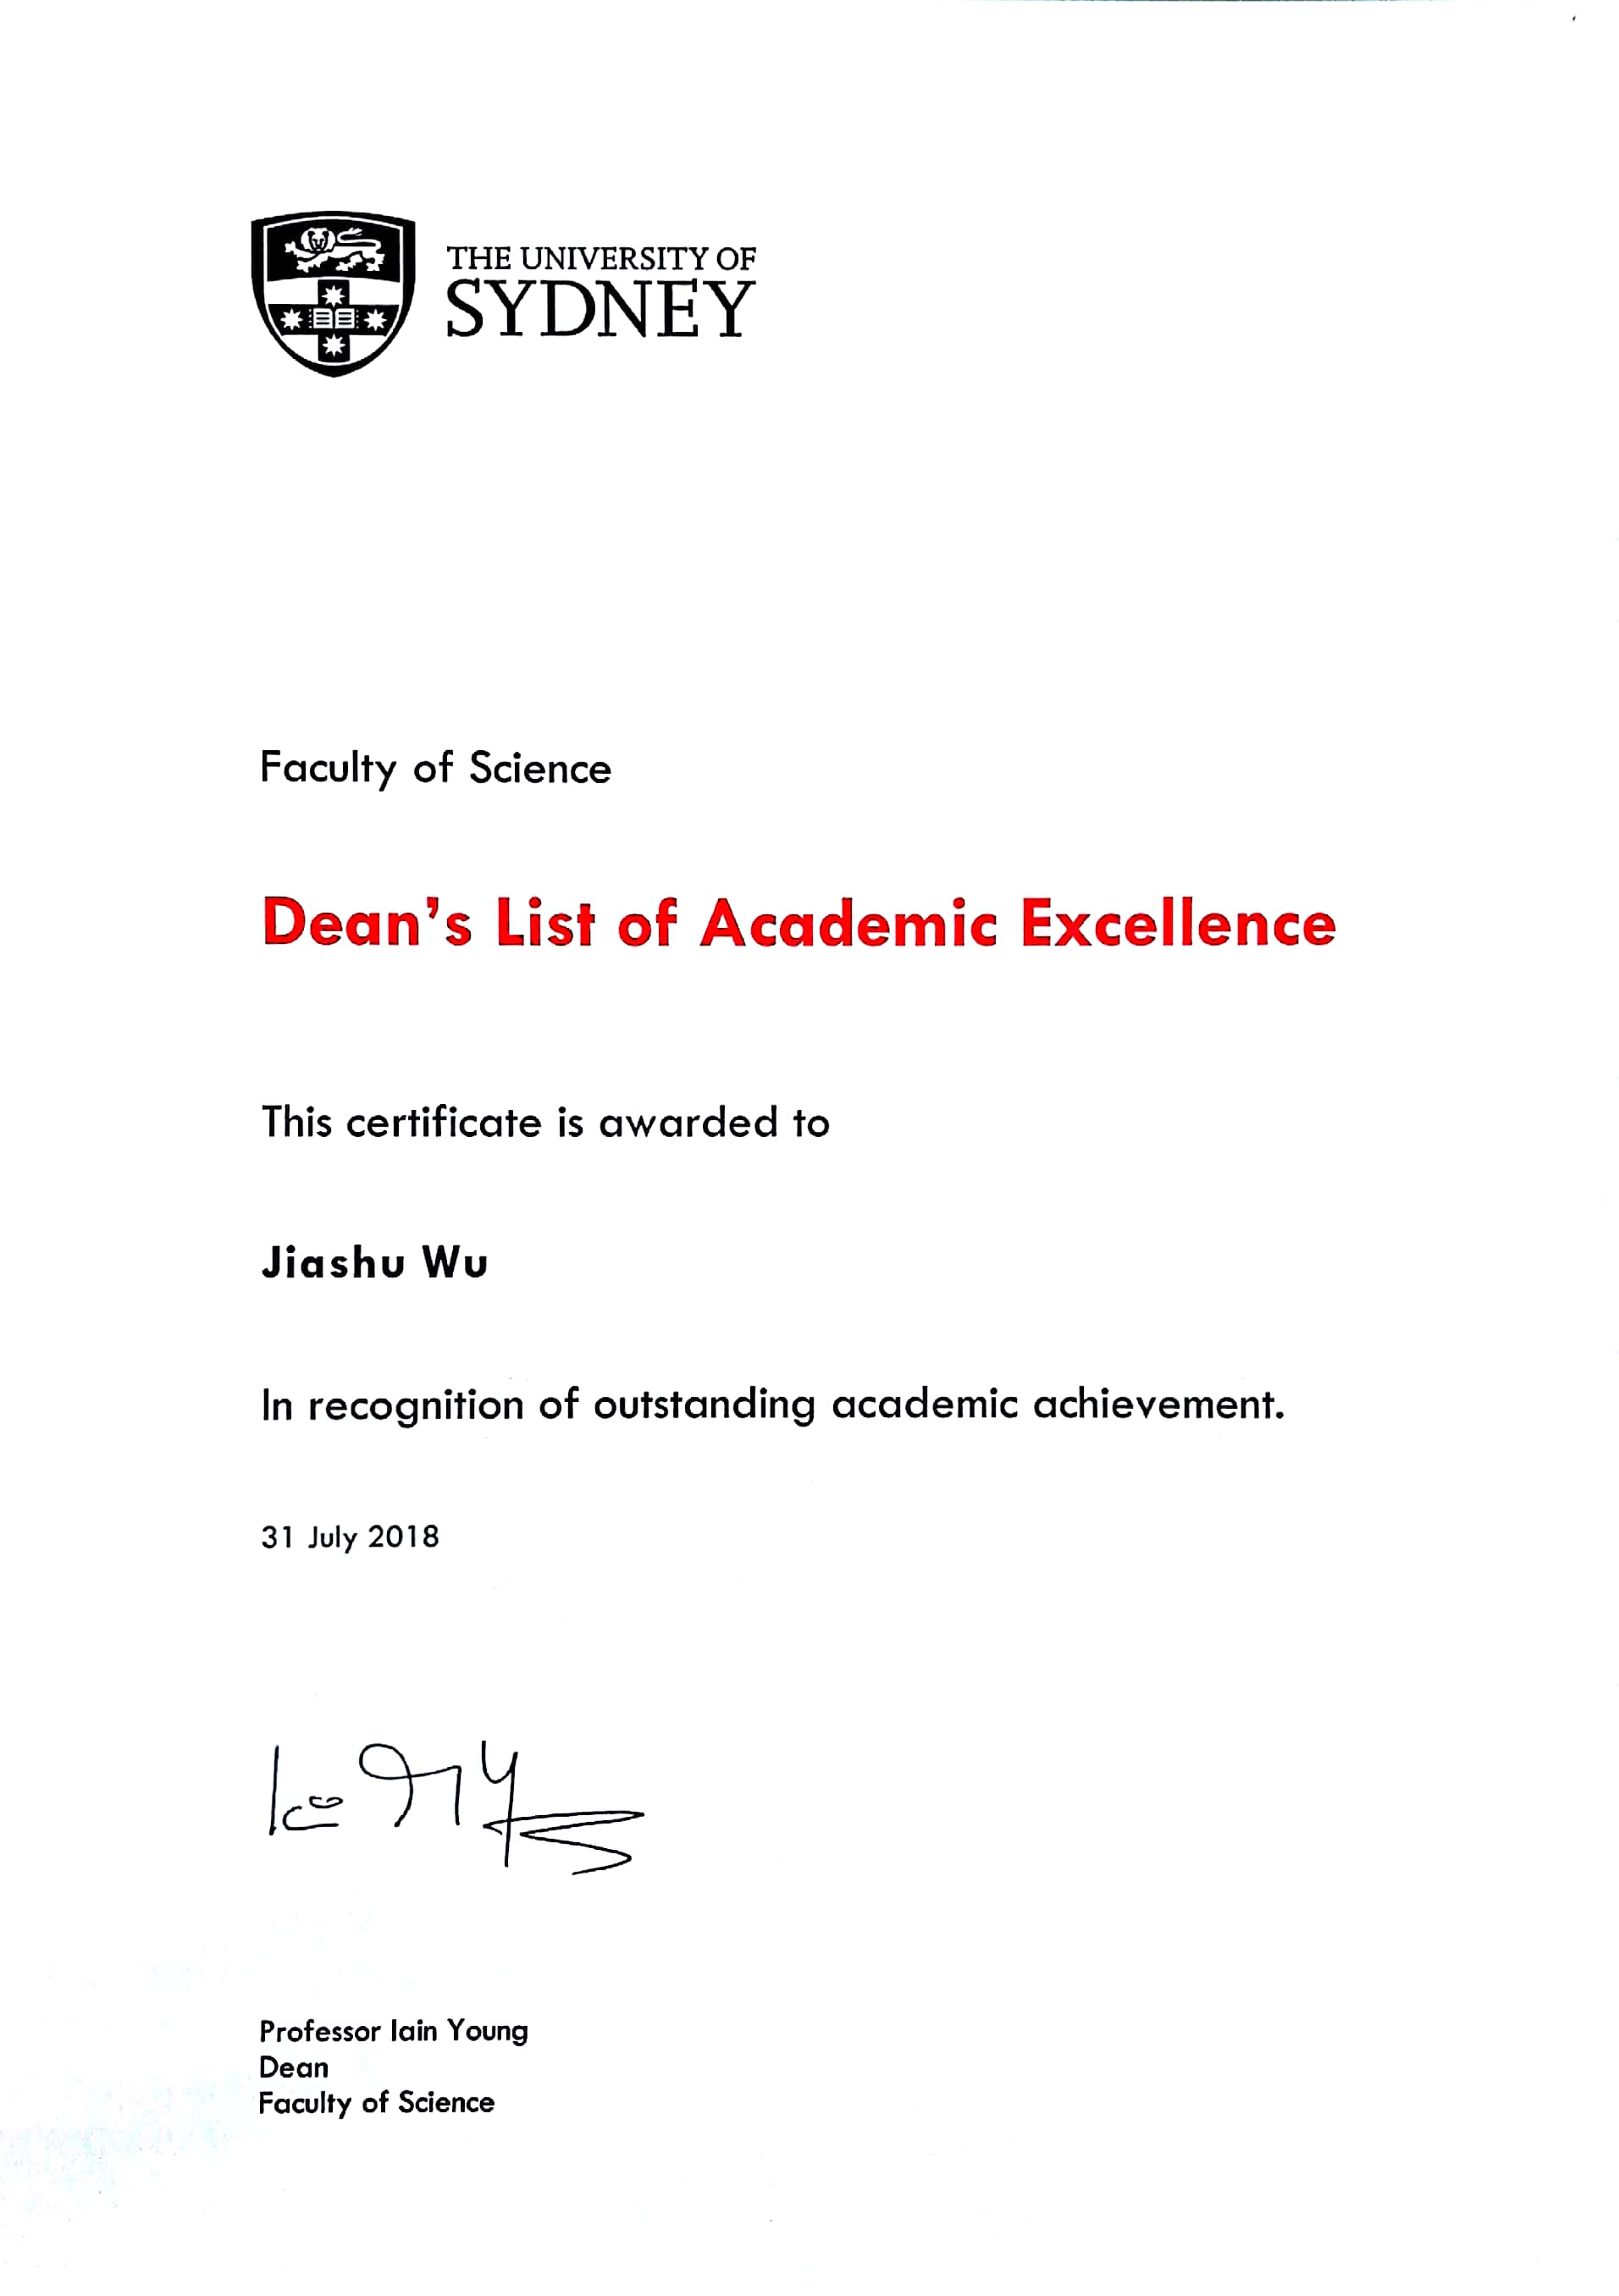 THE UNIVERSITY OF
SYDNEY
Faculty of Science
Dean's List of Academic Excellence
This certificate is awarded to
Jiashu Wu
In recognition of outstanding academic achievement.
31 July 2018
Professor Iain Young
Dean
Faculty of Science